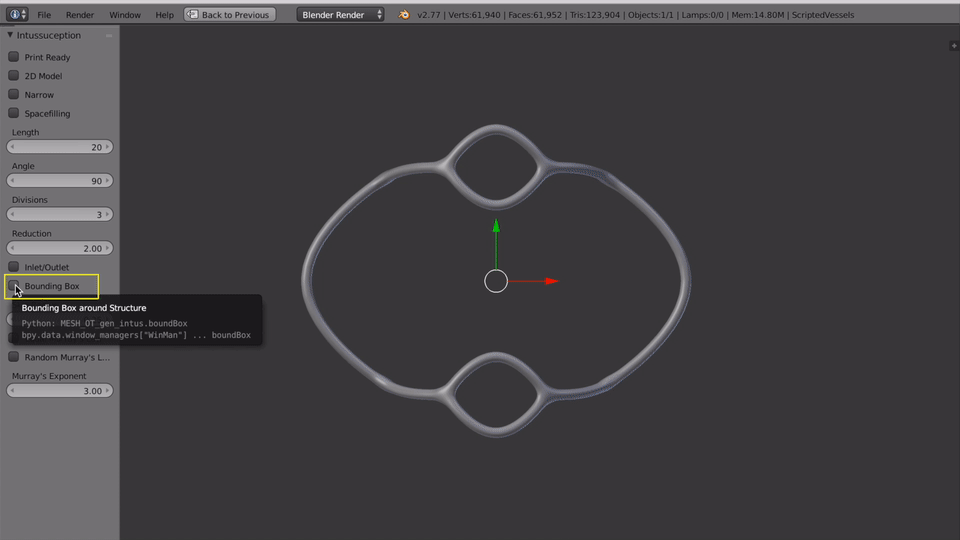 File Render Window Help Back to Previous Blender Render v2.77 | Verts:61,940 | Faces:61,952 | Tris:123,904 | Objects:1/1 | Lamps:0/0 | Mem:14.80M | ScriptedVessels
Intussuception
Print Ready
2D Model
Narrow
Spacefilling
Length
20
Angle
90
Divisions
3
Reduction
2.00
Inlet/Outlet
Bounding Box
Bounding Box around Structure
Python: MESH_OT_gen_intus.boundBox
bpy.data.window_managers["WinMan"] ... boundBox
Random Murray's L...
Murray's Exponent
3.00